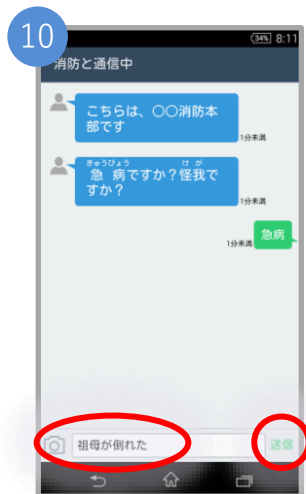 10
34% 8:11
消防と通信中
こちらは、〇〇消防本
部です
1分未満
きゅうびょう けが
急病ですか？怪我で
すか？
1分未満
急病
1分未満
祖母が倒れた
送信